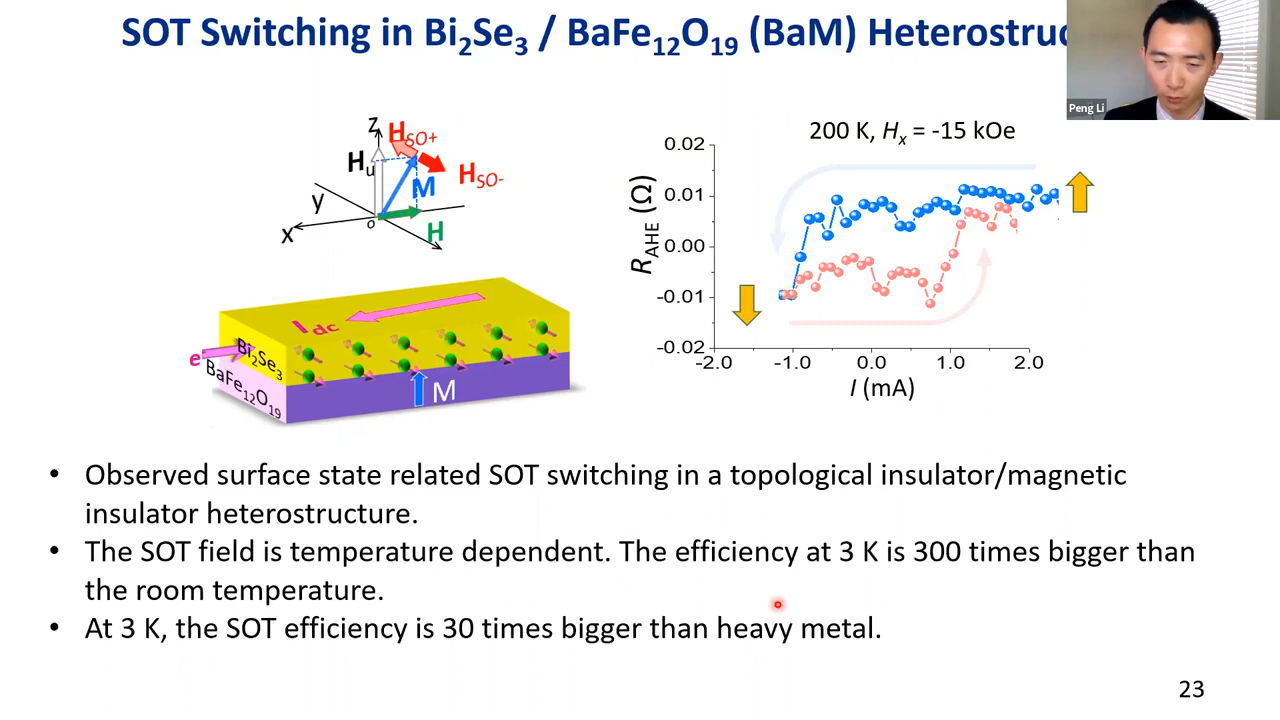 SOT Switching in Bi₂Se₃ / BaFe₁₂O₁₉ (BaM) Heterostruc
Peng Li
z
H_SO+
H_u
M
H_SO-
y
x
o
H
I_dc
e
Bi₂Se₃
BaFe₁₂O₁₉
M
200 K, Hₓ = -15 kOe
R_AHE (Ω)
0.02
0.01
0.00
-0.01
-0.02
-2.0 -1.0 0.0 1.0 2.0
I (mA)
• Observed surface state related SOT switching in a topological insulator/magnetic
insulator heterostructure.
• The SOT field is temperature dependent. The efficiency at 3 K is 300 times bigger than
the room temperature.
• At 3 K, the SOT efficiency is 30 times bigger than heavy metal.
23